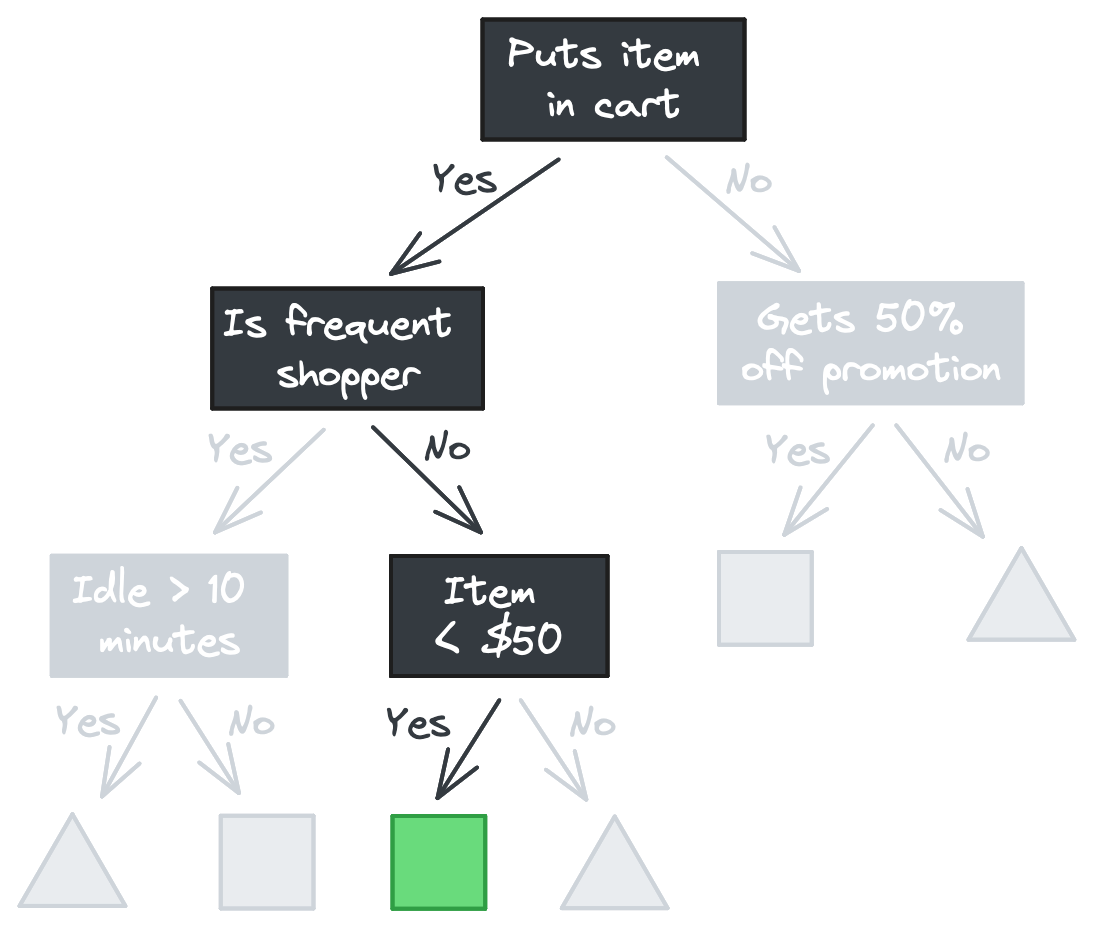 Puts item
in cart
Yes
No
Is frequent
shopper
Gets 50%
off promotion
Yes
No
Yes
No
Idle > 10
minutes
Item
< $50
Yes
No
Yes
No